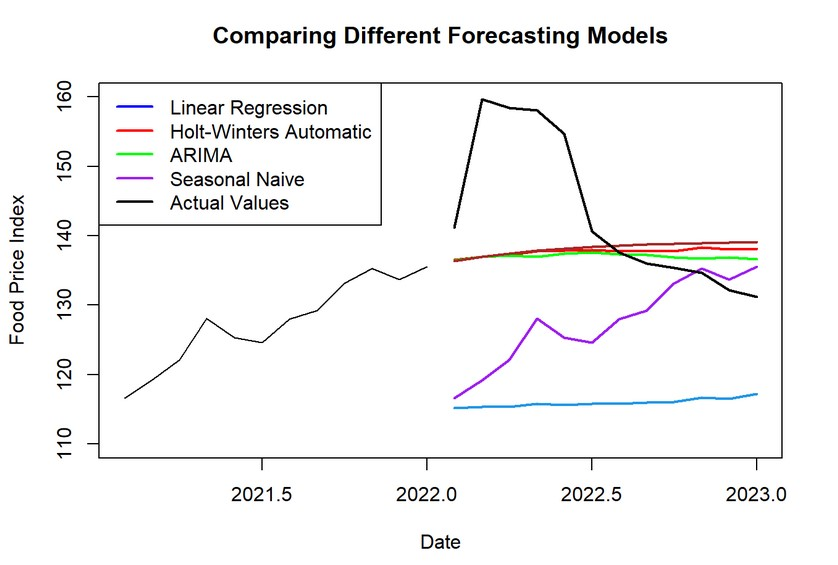 Comparing Different Forecasting Models
Linear Regression
Holt-Winters Automatic
ARIMA
Seasonal Naive
Actual Values
Food Price Index
160
150
140
130
120
110
2021.5
2022.0
2022.5
2023.0
Date